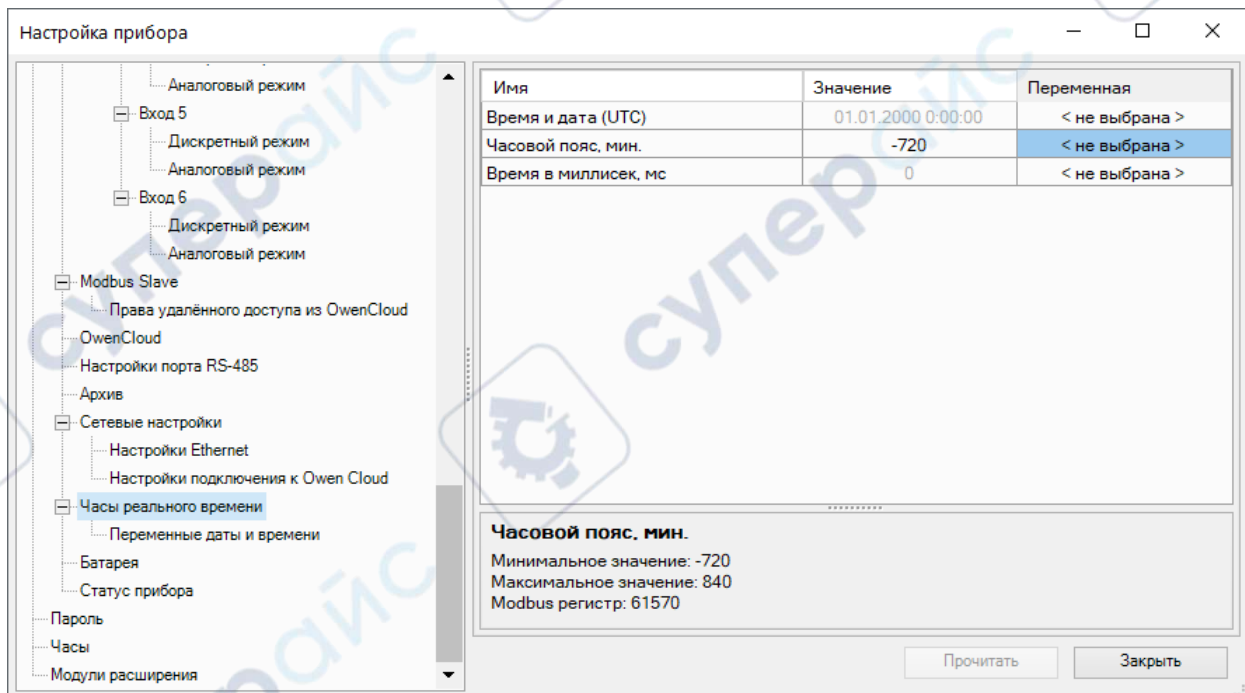 Настройка прибора
Аналоговый режим
Вход 5
Дискретный режим
Аналоговый режим
Вход 6
Дискретный режим
Аналоговый режим
Modbus Slave
Права удалённого доступа из OwenCloud
OwenCloud
Настройки порта RS-485
Архив
Сетевые настройки
Настройки Ethernet
Настройки подключения к Owen Cloud
Часы реального времени
Переменные даты и времени
Батарея
Статус прибора
Пароль
Часы
Модули расширения
Имя Значение Переменная
Время и дата (UTC) 01.01.2000 0:00:00 < не выбрана >
Часовой пояс, мин. -720 < не выбрана >
Время в миллисек, мс 0 < не выбрана >
Часовой пояс, мин.
Минимальное значение: -720
Максимальное значение: 840
Modbus регистр: 61570
Прочитать Закрыть
суперайс
суперайс